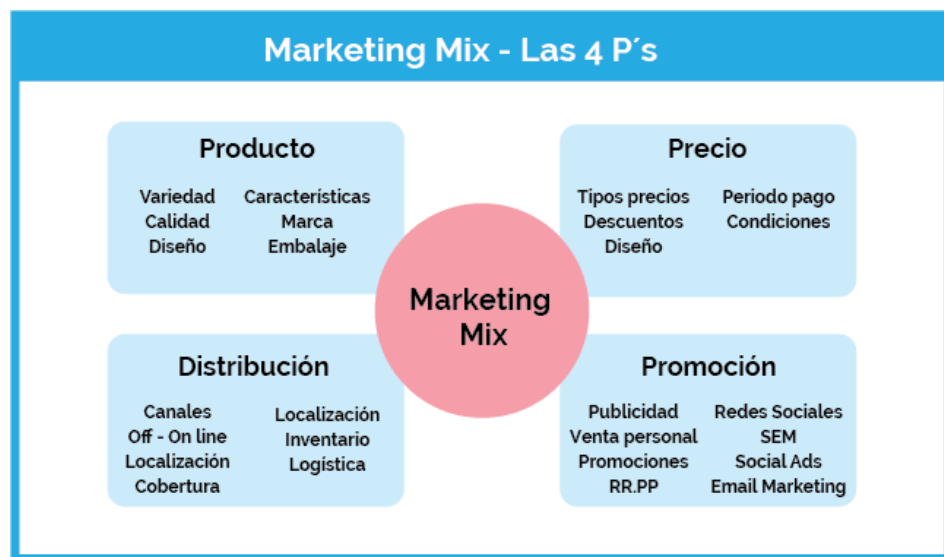 Marketing Mix - Las 4 P´s
Producto
Variedad
Calidad
Diseño
Características
Marca
Embalaje
Precio
Tipos precios
Descuentos
Diseño
Periodo pago
Condiciones
Marketing
Mix
Distribución
Canales
Off - On line
Localización
Cobertura
Localización
Inventario
Logística
Promoción
Publicidad
Venta personal
Promociones
RR.PP
Redes Sociales
SEM
Social Ads
Email Marketing